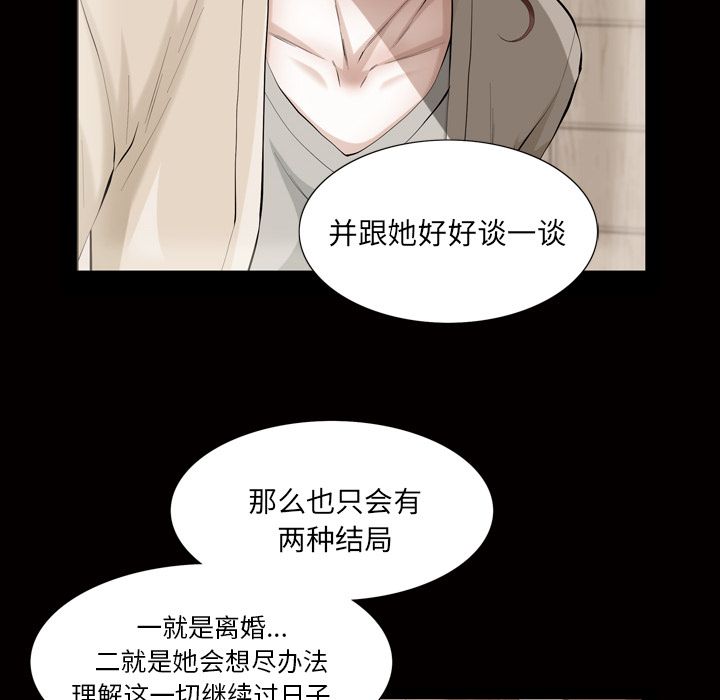 并跟她好好谈一谈
那么也只会有
两种结局
一就是离婚...
二就是她会想尽办法
理解这一切继续过日子